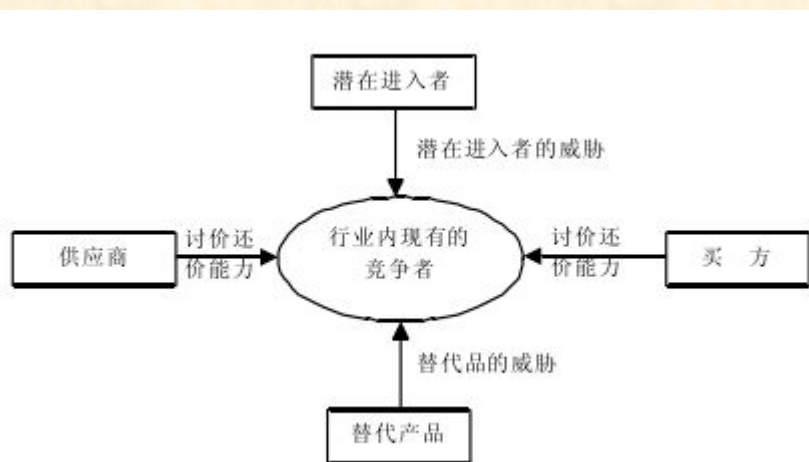 潜在进入者
潜在进入者的威胁
供应商
讨价还
价能力
行业内现有的
竞争者
讨价还
价能力
买 方
替代品的威胁
替代产品